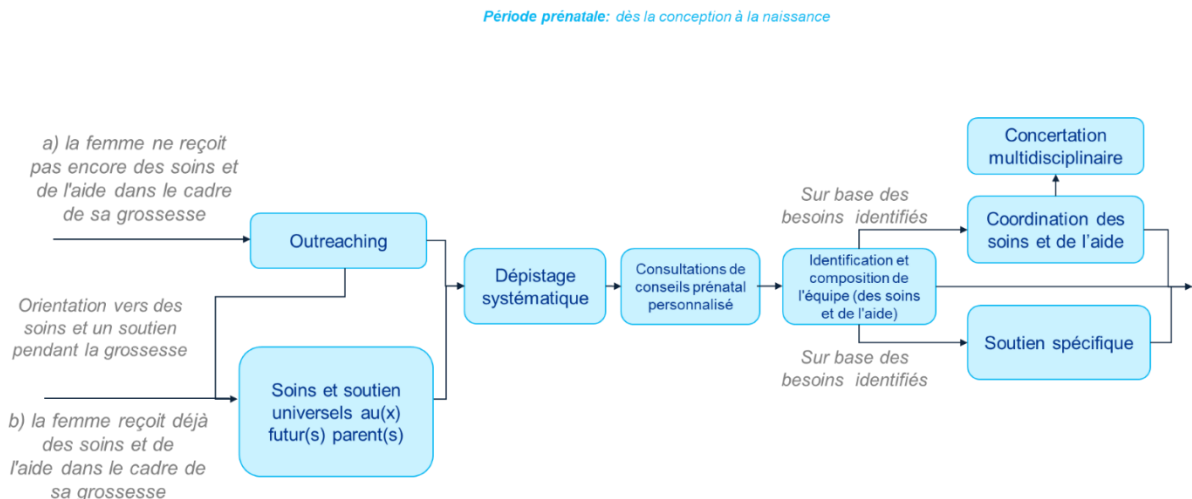 Période prénatale: dès la conception à la naissance
a) la femme ne reçoit
pas encore des soins et
de l'aide dans le cadre
de sa grossesse
Outreaching
Orientation vers des
soins et un soutien
pendant la grossesse
b) la femme reçoit déjà
des soins et de
l'aide dans le cadre de
sa grossesse
Soins et soutien
universels au(x)
futur(s) parent(s)
Dépistage
systématique
Consultations de
conseils prénatal
personnalisé
Identification et
composition de
l'équipe (des soins
et de l'aide)
Sur base des
besoins identifiés
Concertation
multidisciplinaire
Coordination des
soins et de l'aide
Sur base des
besoins identifiés
Soutien spécifique